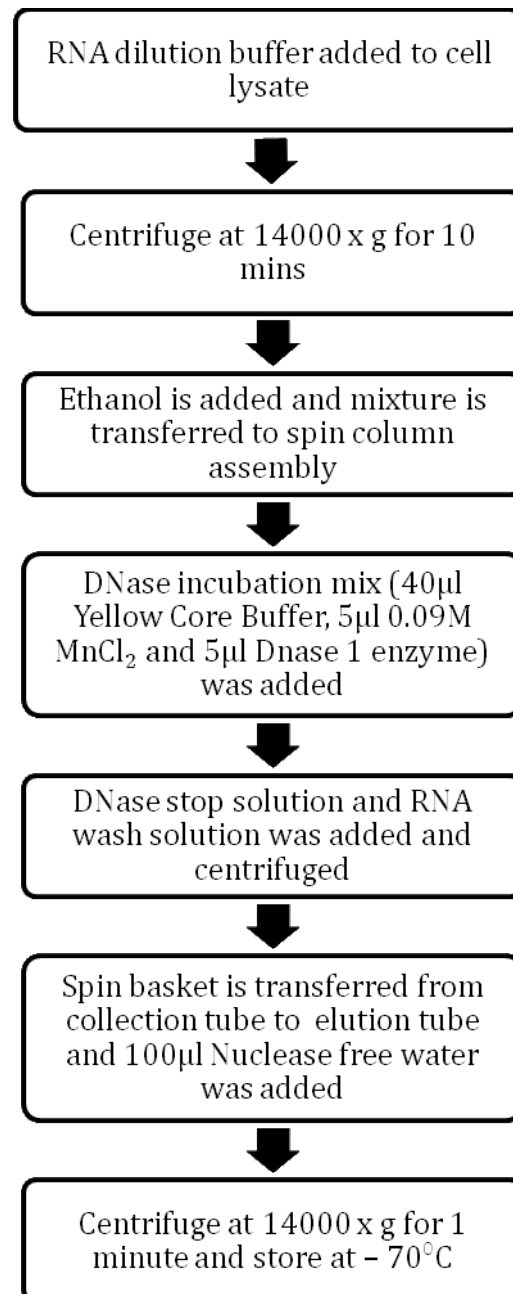 RNA dilution buffer added to cell
lysate
Centrifuge at 14000 x g for 10
mins
Ethanol is added and mixture is
transferred to spin column
assembly
DNase incubation mix (40µl
Yellow Core Buffer, 5µl 0.09M
MnCl₂ and 5µl Dnase 1 enzyme)
was added
DNase stop solution and RNA
wash solution was added and
centrifuged
Spin basket is transferred from
collection tube to elution tube
and 100µl Nuclease free water
was added
Centrifuge at 14000 x g for 1
minute and store at – 70⁰C